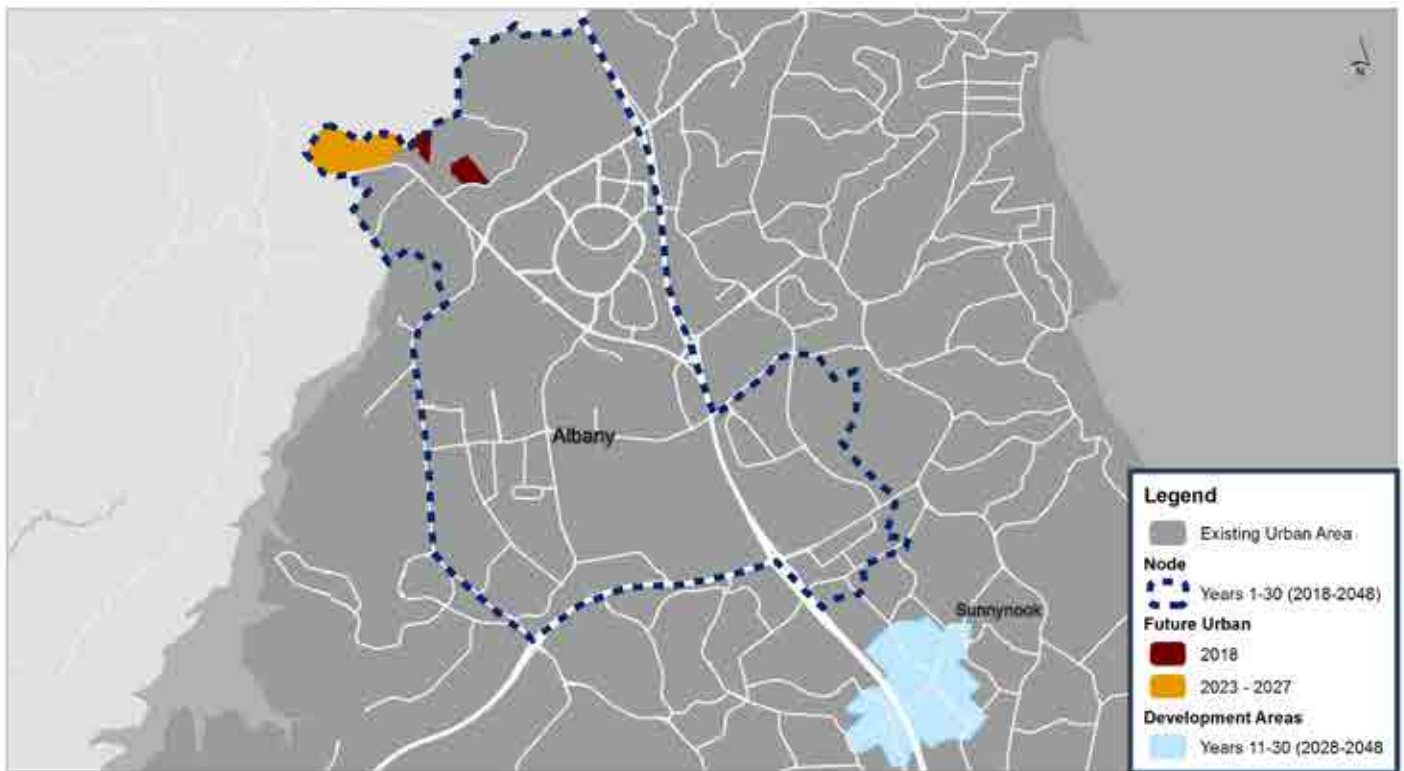 N
Albany
Sunnynook
Legend
Existing Urban Area
Node
Years 1-30 (2018-2048)
Future Urban
2018
2023 - 2027
Development Areas
Years 11-30 (2028-2048